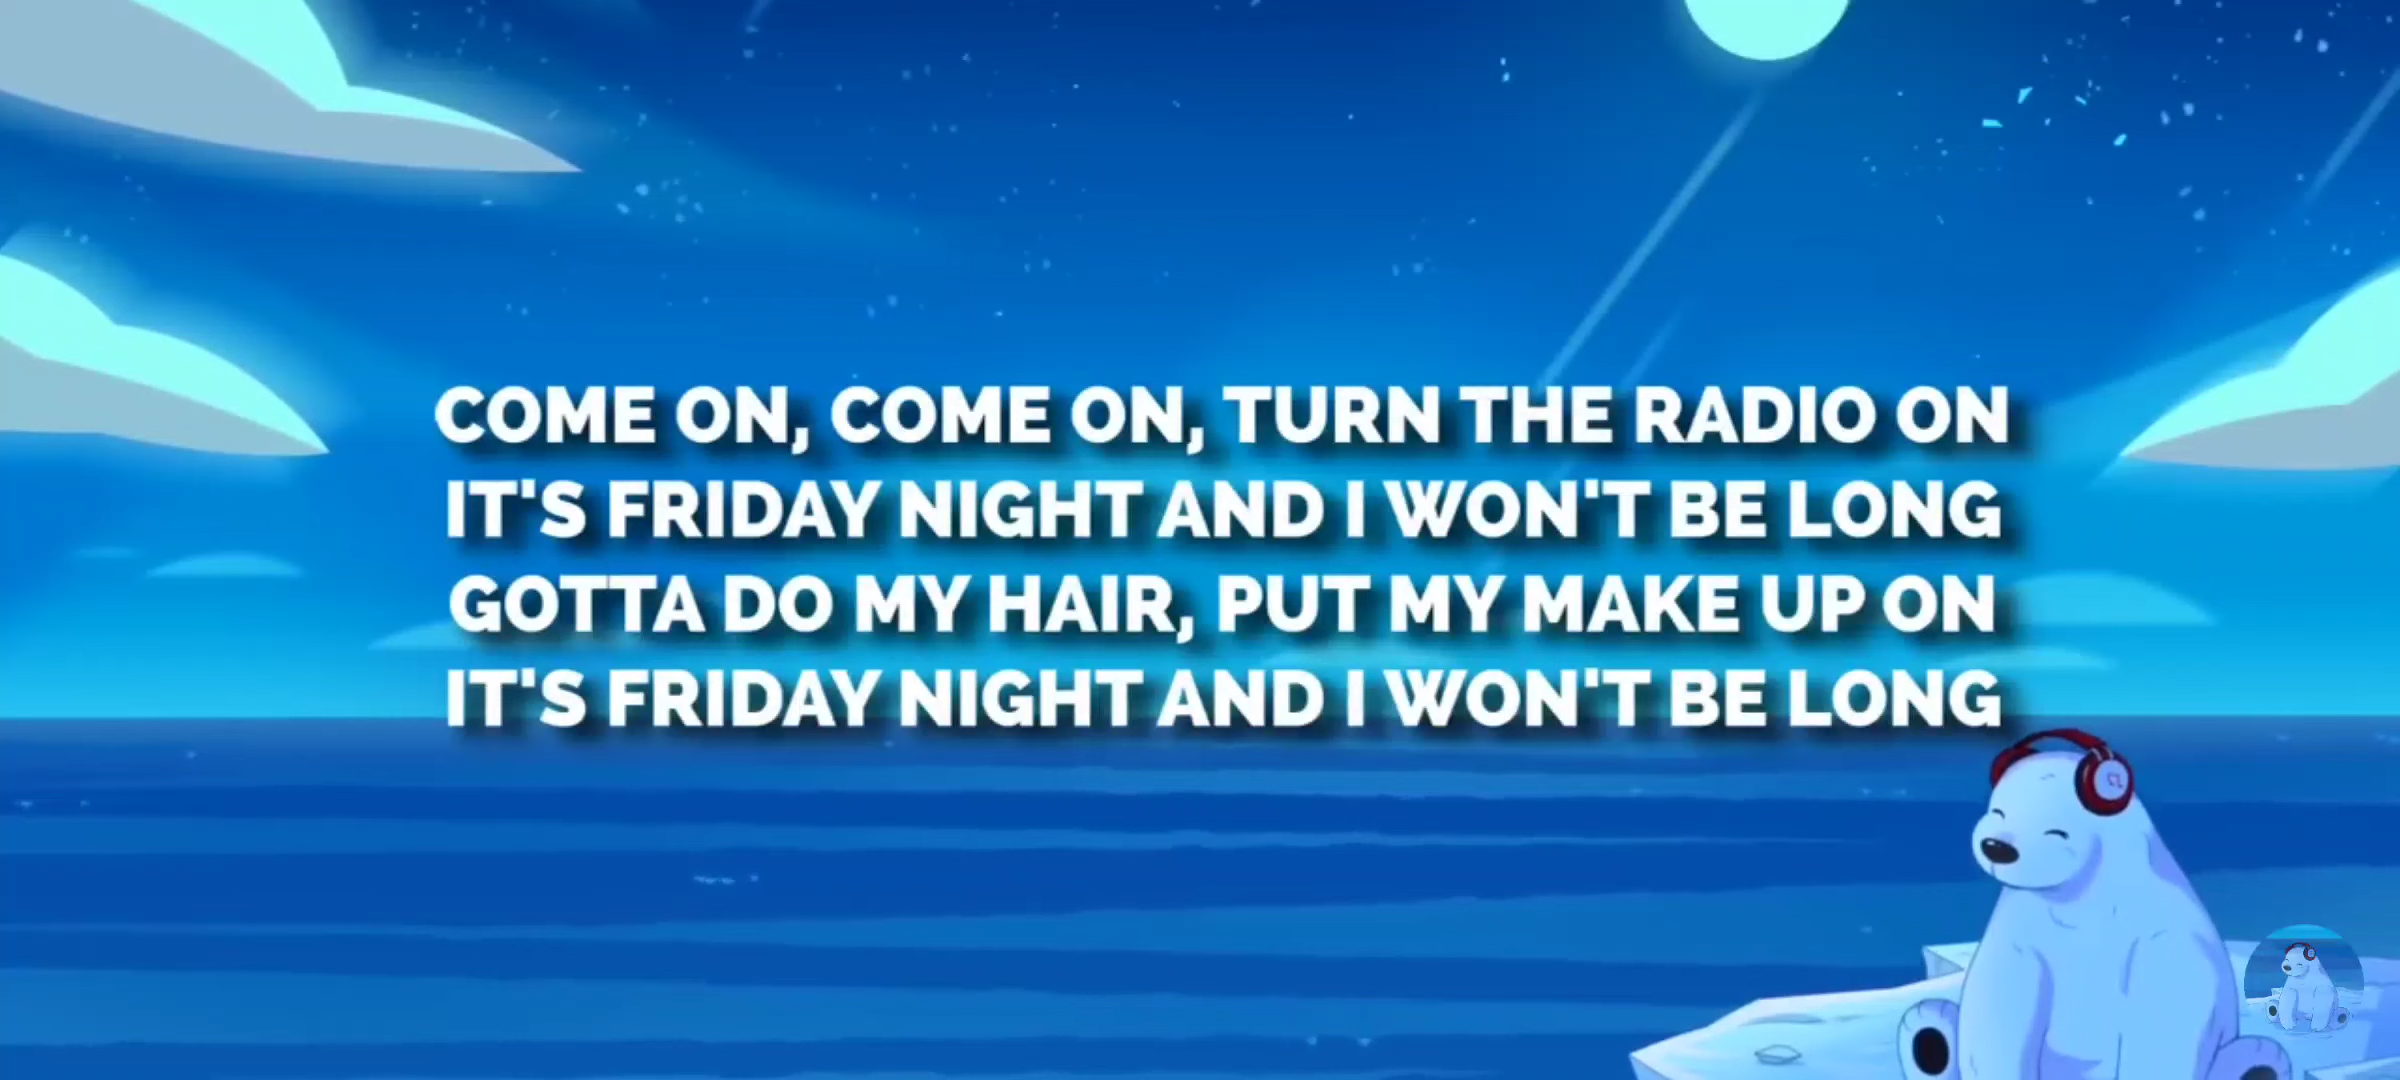 COME ON, COME ON, TURN THE RADIO ON
IT'S FRIDAY NIGHT AND I WON'T BE LONG
GOTTA DO MY HAIR, PUT MY MAKE UP ON
IT'S FRIDAY NIGHT AND I WON'T BE LONG